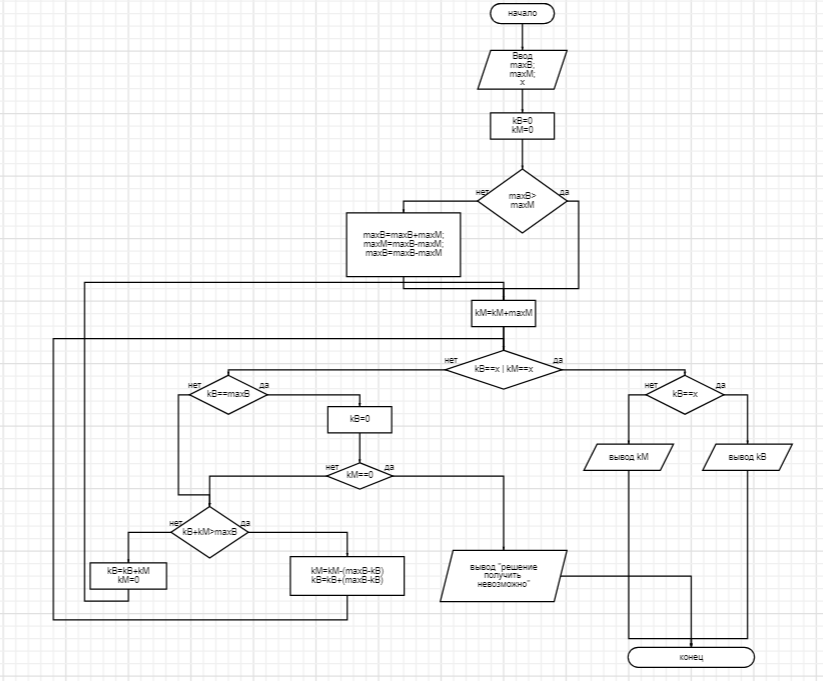 начало
Ввод
maxB;
maxM;
x
kB=0
kM=0
нет
да
maxB>
maxM
maxB=maxB+maxM;
maxM=maxB-maxM;
maxB=maxB-maxM
kM=kM+maxM
нет
да
kB==x | kM==x
нет
да
kB==maxB
нет
да
kB==x
kB=0
вывод kM
вывод kB
нет
да
kM==0
нет
да
kB+kM>maxB
kB=kB+kM
kM=0
kM=kM-(maxB-kB)
kB=kB+(maxB-kB)
вывод "решение
получить
невозможно"
конец